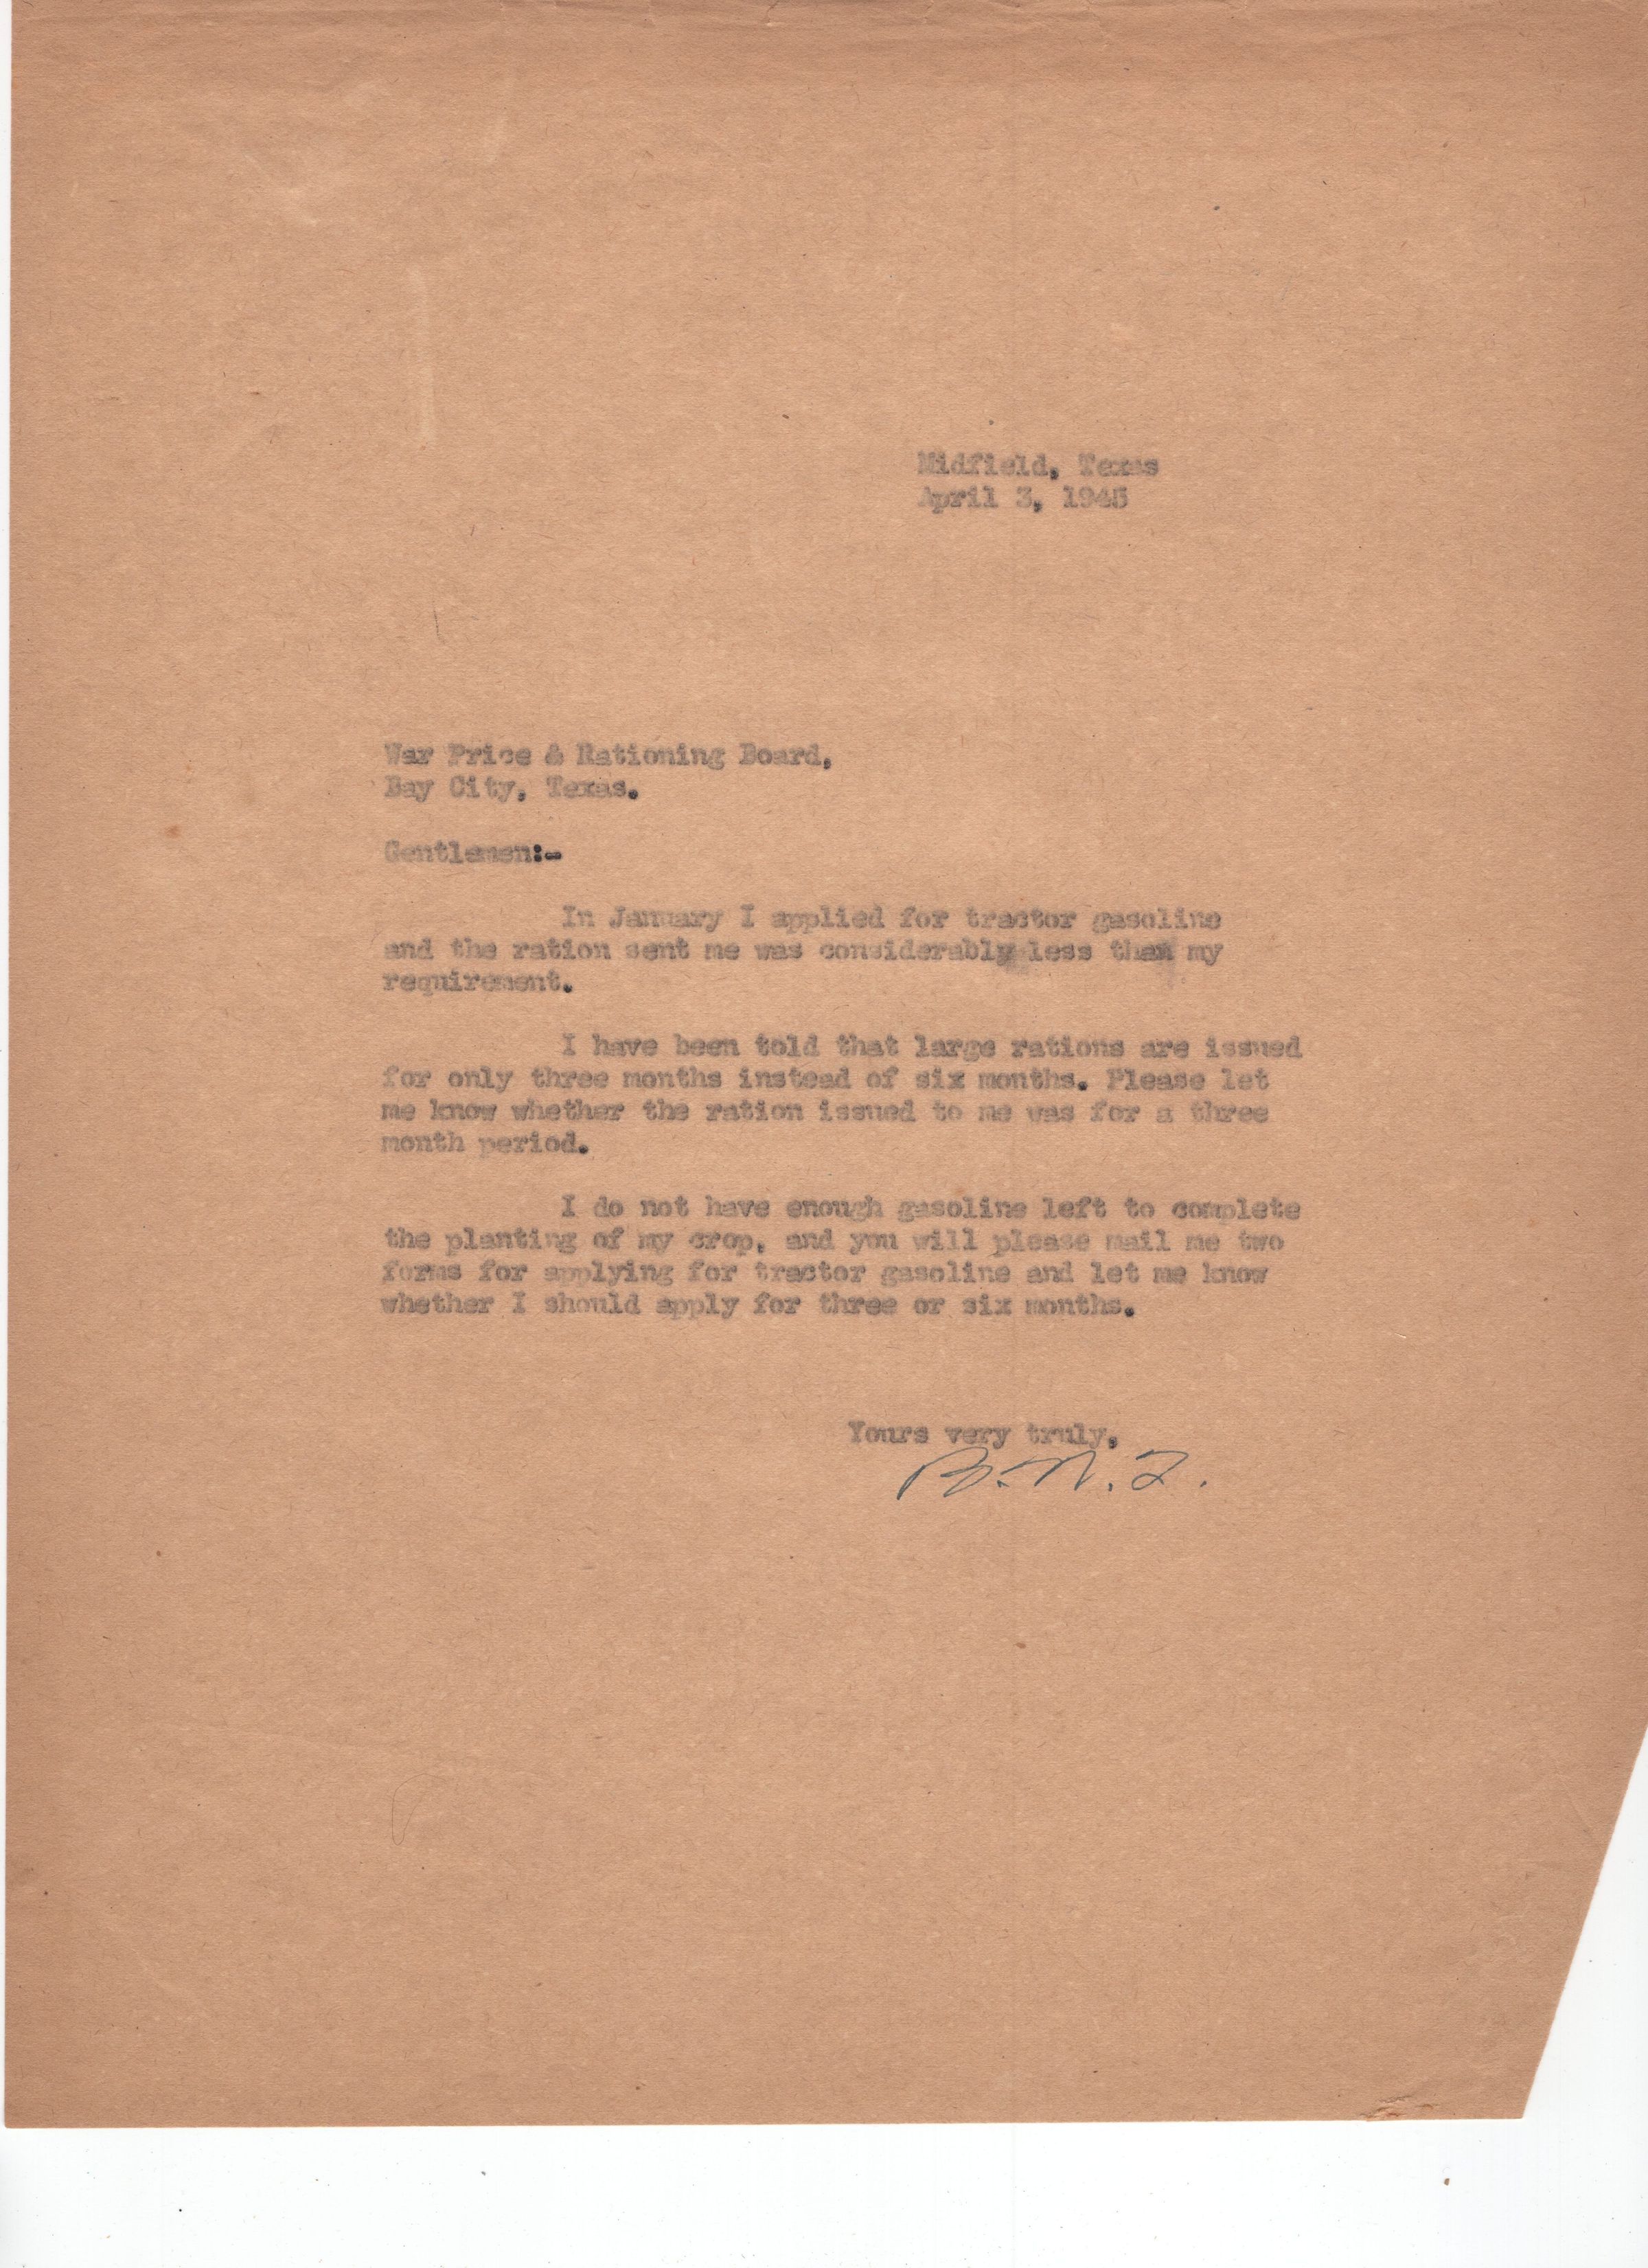 Midfield, Texas
April 3, 1945
War Price & Rationing Board,
Bay City, Texas.
Gentlemen:-
In January I applied for tractor gasoline
and the ration sent me was considerably less than my
requirement.
I have been told that large rations are issued
for only three months instead of six months. Please let
me know whether the ration issued to me was for a three
month period.
I do not have enough gasoline left to complete
the planting of my crop, and you will please mail me two
forms for applying for tractor gasoline and let me know
whether I should apply for three or six months.
Yours very truly,